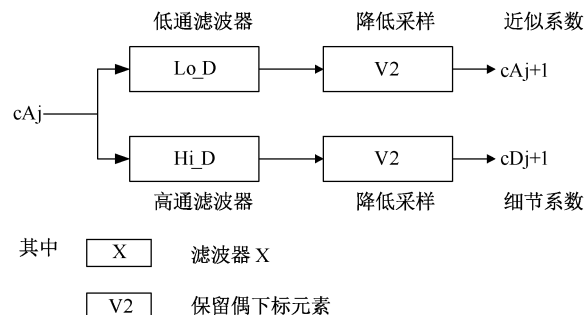 低通滤波器 降低采样 近似系数
Lo_D V2 cAj+1
cAj
Hi_D V2 cDj+1
高通滤波器 降低采样 细节系数
其中 X 滤波器 X
V2 保留偶下标元素